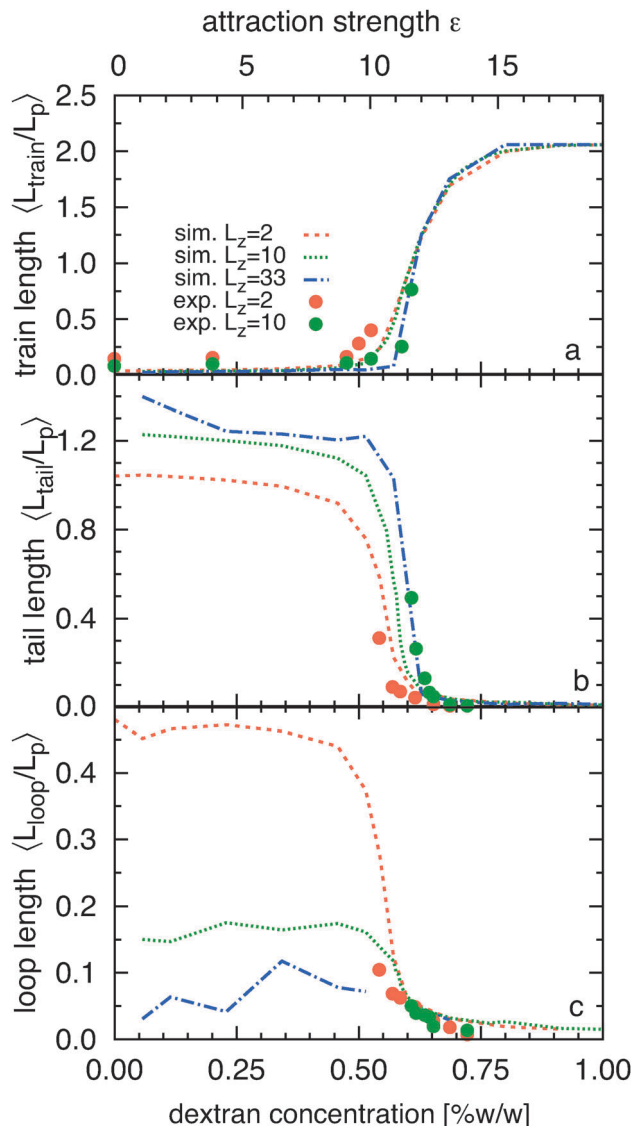 attraction strength ε
0 5 10 15
train length ⟨L_train/L_p⟩
2.5
2.0
1.5
1.0
0.5
0.0
sim. L_z=2
sim. L_z=10
sim. L_z=33
exp. L_z=2
exp. L_z=10
a
tail length ⟨L_tail/L_p⟩
1.2
0.8
0.4
0.0
b
loop length ⟨L_loop/L_p⟩
0.4
0.3
0.2
0.1
0.0
c
0.00 0.25 0.50 0.75 1.00
dextran concentration [%w/w]